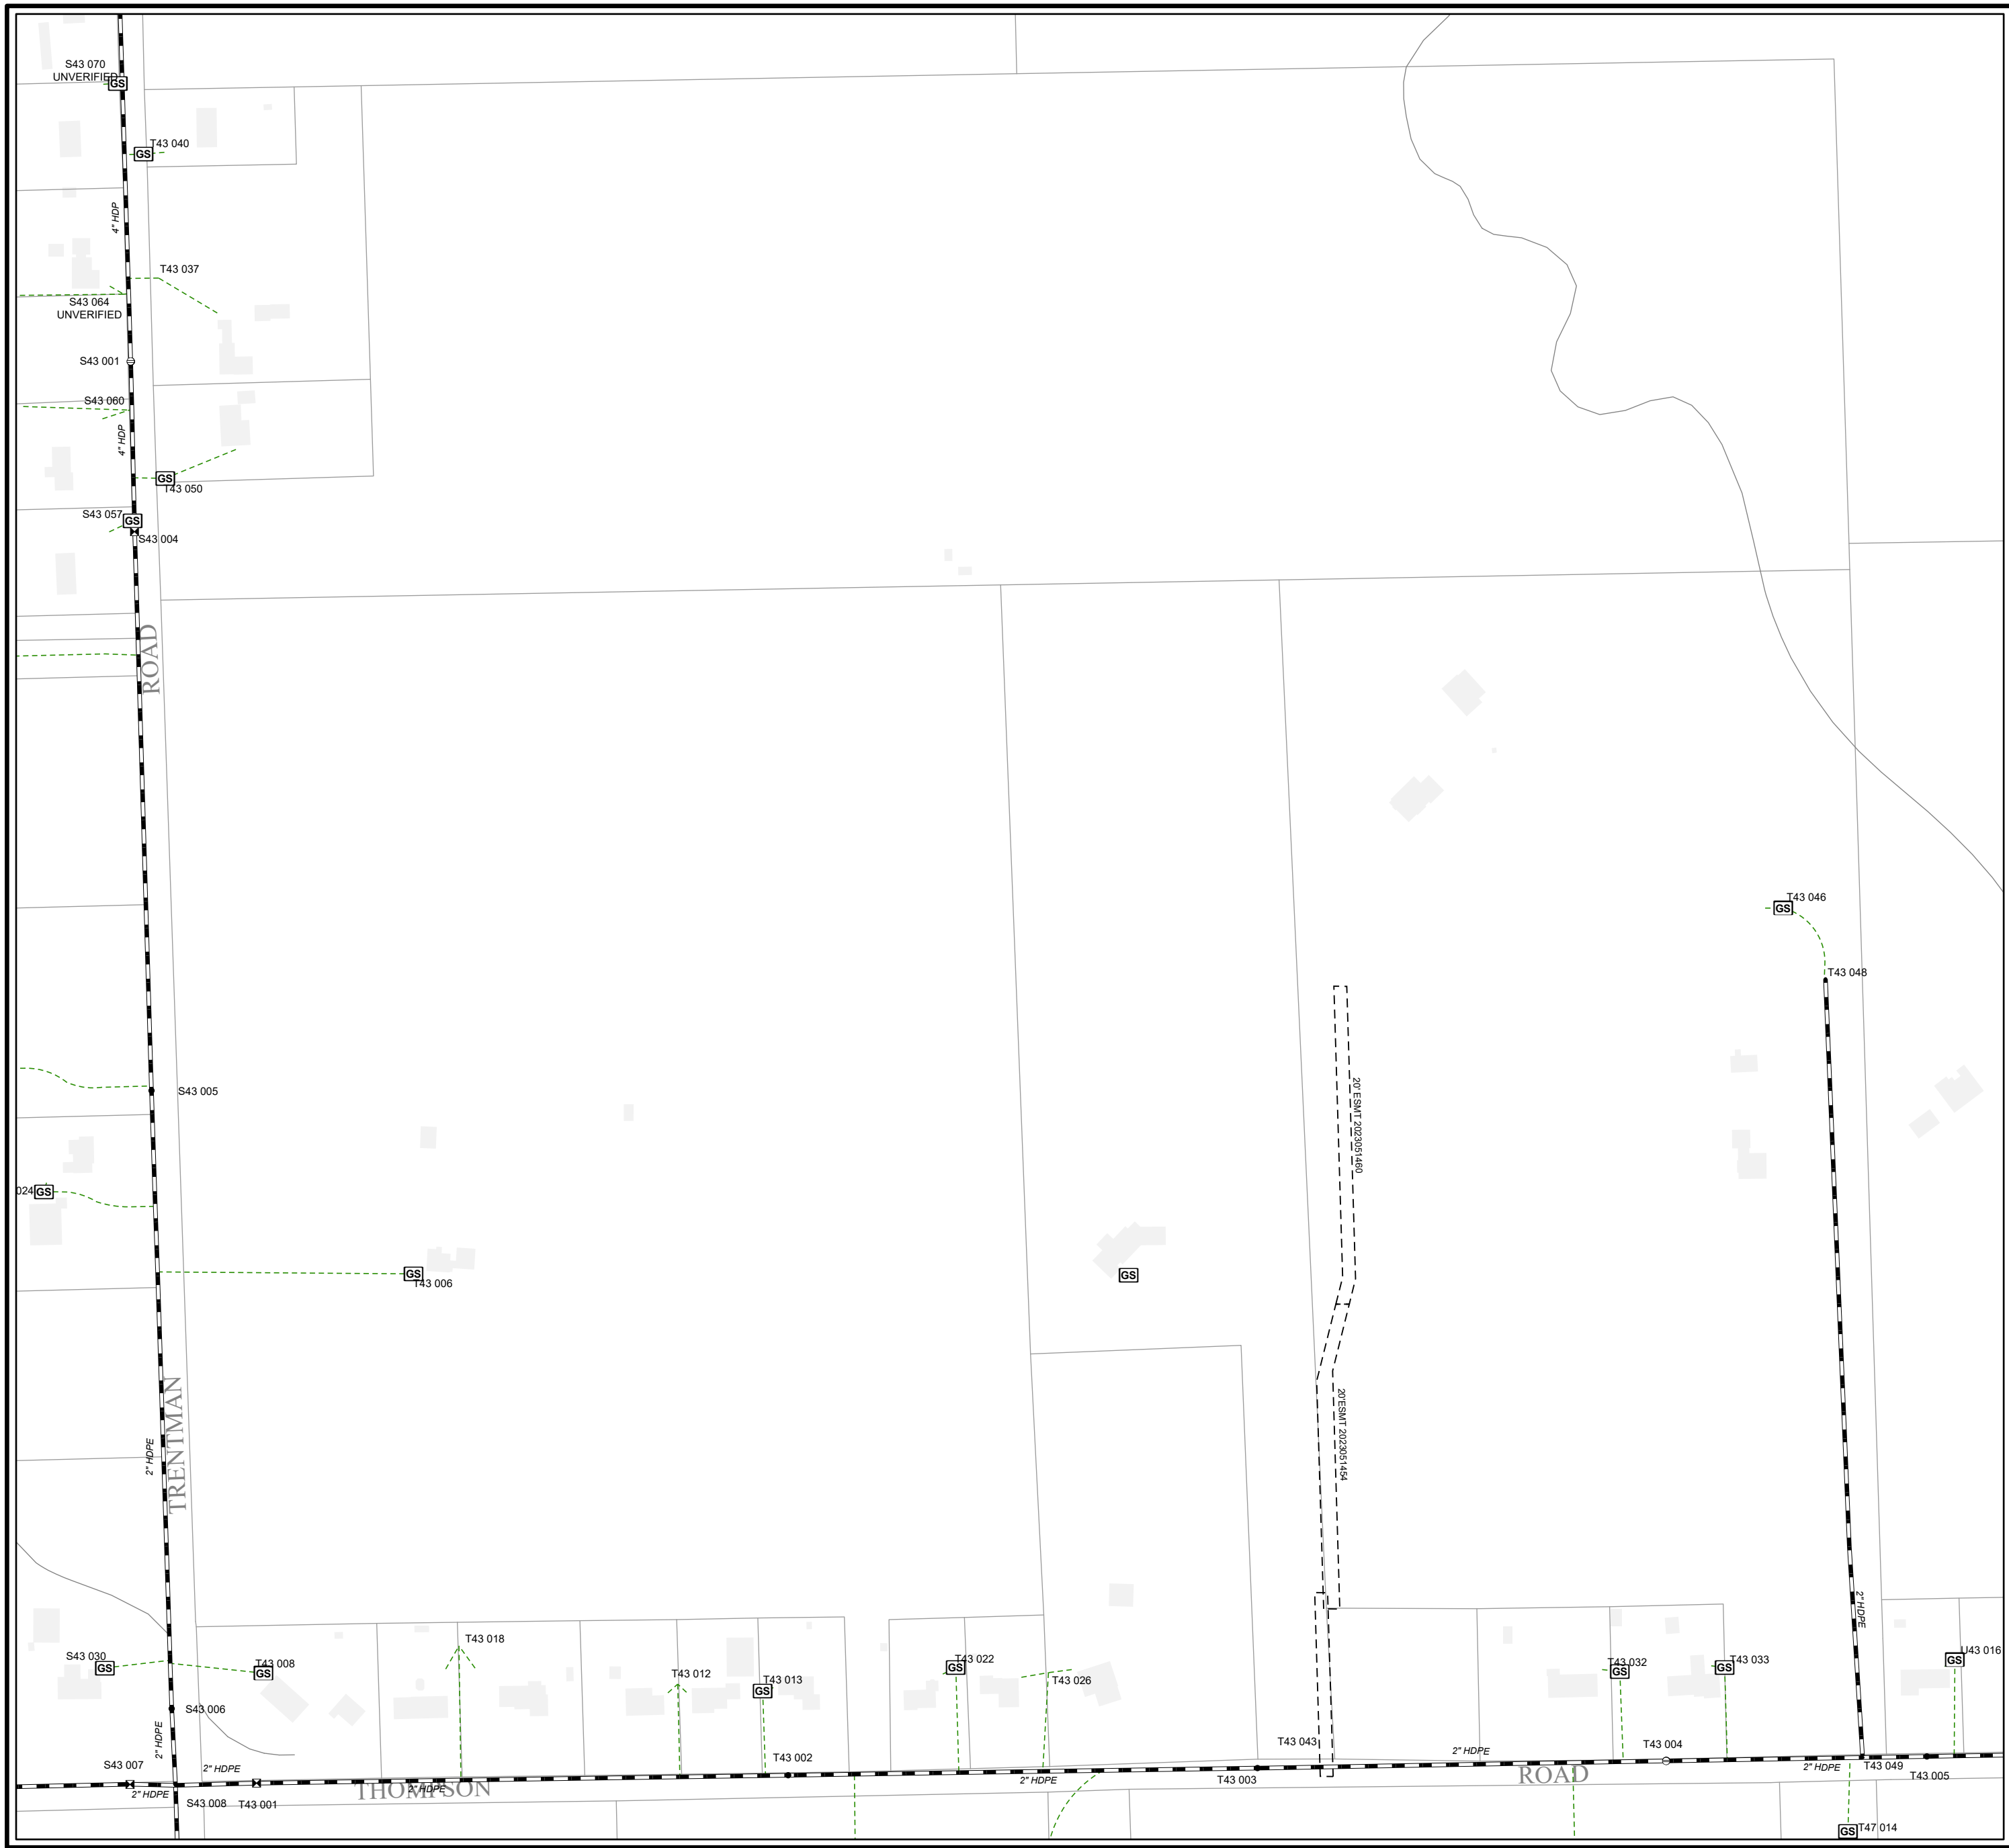 S43 070
UNVERIFIED
GS
T43 040
GS
4" HDP
T43 037
S43 064
UNVERIFIED
S43 001
S43 060
4" HDP
GS
T43 050
S43 057
GS
S43 004
ROAD
T43 046
GS
T43 048
S43 005
20' ESMT 2023051460
024
GS
GS
T43 006
GS
TRENTMAN
2" HDPE
20'ESMT 2023051454
2" HDPE
S43 030
GS
T43 008
GS
T43 018
T43 012
T43 013
GS
T43 022
GS
T43 026
T43 032
GS
T43 033
GS
U43 016
GS
S43 006
2" HDPE
S43 007
2" HDPE
2" HDPE
S43 008
T43 001
THOMPSON
2" HDPE
T43 002
2" HDPE
T43 003
T43 043
2" HDPE
ROAD
T43 004
2" HDPE
T43 049
T43 005
GS
T47 014